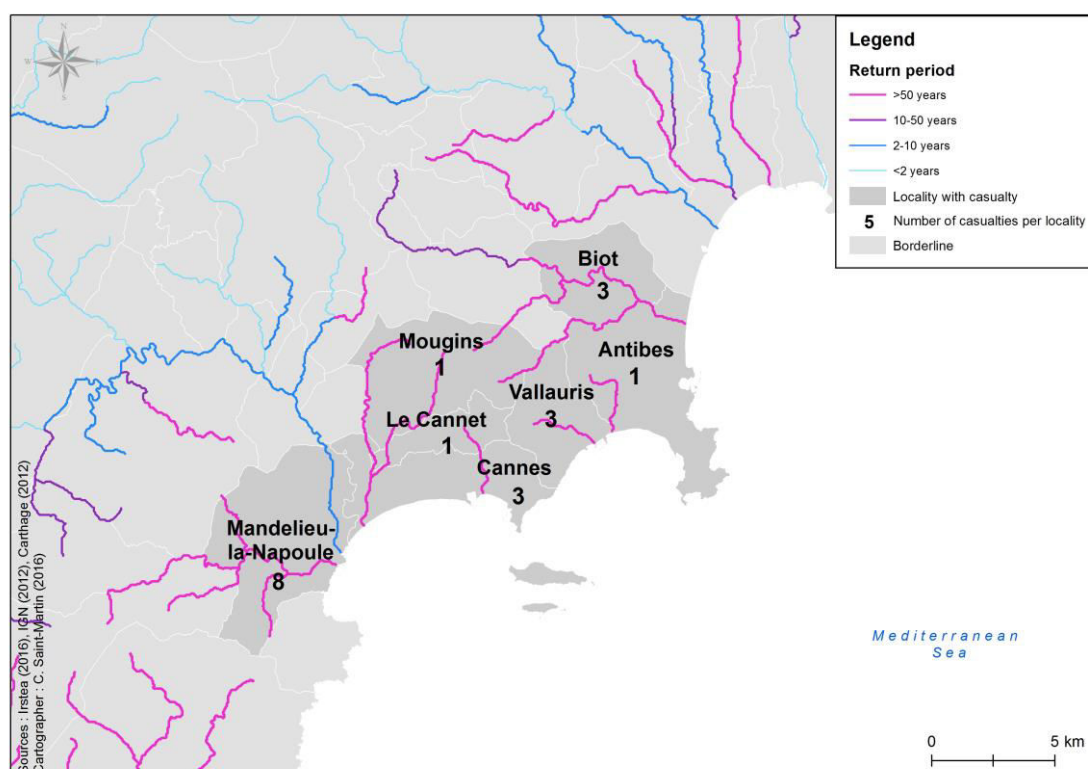 N
W
E
S
Legend
Return period
>50 years
10-50 years
2-10 years
<2 years
Locality with casualty
5 Number of casualties per locality
Borderline
Biot
3
Mougins
1
Antibes
1
Vallauris
3
Le Cannet
1
Cannes
3
Mandelieu-
la-Napoule
8
Mediterranean
Sea
0 5 km
Sources : Irstea (2016), IGN (2012), Carthage (2012)
Cartographer : C. Saint-Martin (2016)